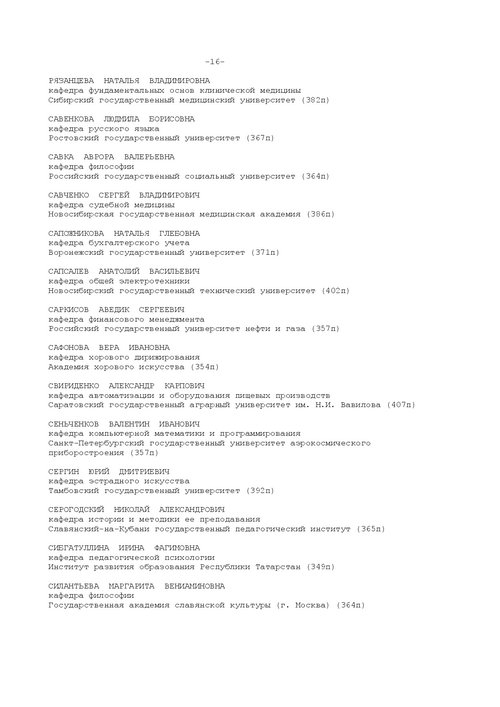 -16-
РЯЗАНЦЕВА НАТАЛЬЯ ВЛАДИМИРОВНА
кафедра фундаментальных основ клинической медицины
Сибирский государственный медицинский университет (382п)
САВЕНКОВА ЛЮДМИЛА БОРИСОВНА
кафедра русского языка
Ростовский государственный университет (367п)
САВКА АВРОРА ВАЛЕРЬЕВНА
кафедра философии
Российский государственный социальный университет (364п)
САВЧЕНКО СЕРГЕЙ ВЛАДИМИРОВИЧ
кафедра судебной медицины
Новосибирская государственная медицинская академия (386п)
САПОЖНИКОВА НАТАЛЬЯ ГЛЕБОВНА
кафедра бухгалтерского учета
Воронежский государственный университет (371п)
САПСАЛЕВ АНАТОЛИЙ ВАСИЛЬЕВИЧ
кафедра общей электротехники
Новосибирский государственный технический университет (402п)
САРКИСОВ АВЕДИК СЕРГЕЕВИЧ
кафедра финансового менеджмента
Российский государственный университет нефти и газа (357п)
САФОНОВА ВЕРА ИВАНОВНА
кафедра хорового дирижирования
Академия хорового искусства (354п)
СВИРИДЕНКО АЛЕКСАНДР КАРПОВИЧ
кафедра автоматизации и оборудования пищевых производств
Саратовский государственный аграрный университет им. Н.И. Вавилова (407п)
СЕНЬЧЕНКОВ ВАЛЕНТИН ИВАНОВИЧ
кафедра компьютерной математики и программирования
Санкт-Петербургский государственный университет аэрокосмического
приборостроения (357п)
СЕРГИН ЮРИЙ ДМИТРИЕВИЧ
кафедра эстрадного искусства
Тамбовский государственный университет (392п)
СЕРОГОДСКИЙ НИКОЛАЙ АЛЕКСАНДРОВИЧ
кафедра истории и методики ее преподавания
Славянский-на-Кубани государственный педагогический институт (365п)
СИБГАТУЛЛИНА ИРИНА ФАГИМОВНА
кафедра педагогической психологии
Институт развития образования Республики Татарстан (349п)
СИЛАНТЬЕВА МАРГАРИТА ВЕНИАМИНОВНА
кафедра философии
Государственная академия славянской культуры (г. Москва) (364п)